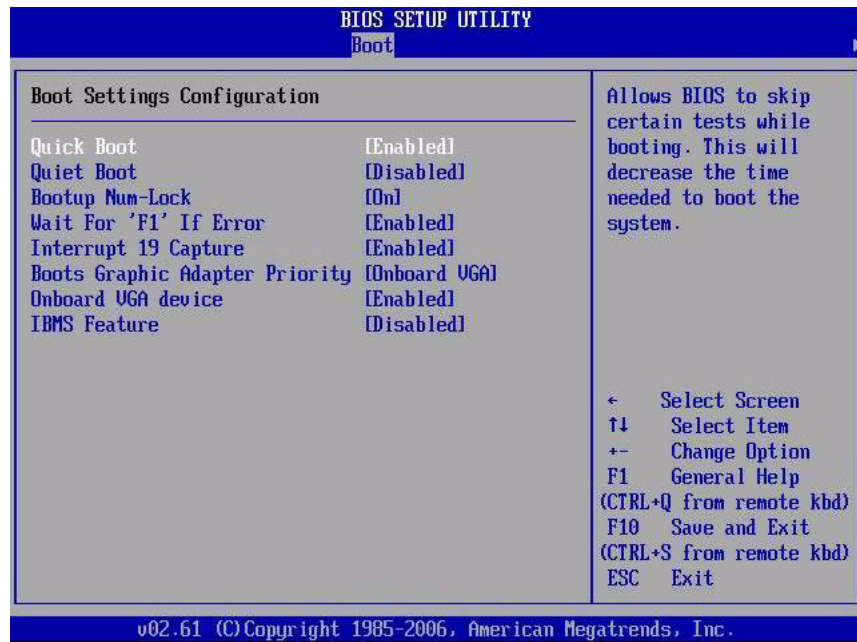 BIOS SETUP UTILITY
Boot
Boot Settings Configuration
Quick Boot [Enabled]
Quiet Boot [Disabled]
Bootup Num-Lock [On]
Wait For 'F1' If Error [Enabled]
Interrupt 19 Capture [Enabled]
Boots Graphic Adapter Priority [Onboard VGA]
Onboard VGA device [Enabled]
IBMS Feature [Disabled]
Allows BIOS to skip
certain tests while
booting. This will
decrease the time
needed to boot the
system.
← Select Screen
↑↓ Select Item
+- Change Option
F1 General Help
(CTRL+Q from remote kbd)
F10 Save and Exit
(CTRL+S from remote kbd)
ESC Exit
v02.61 (C)Copyright 1985-2006, American Megatrends, Inc.